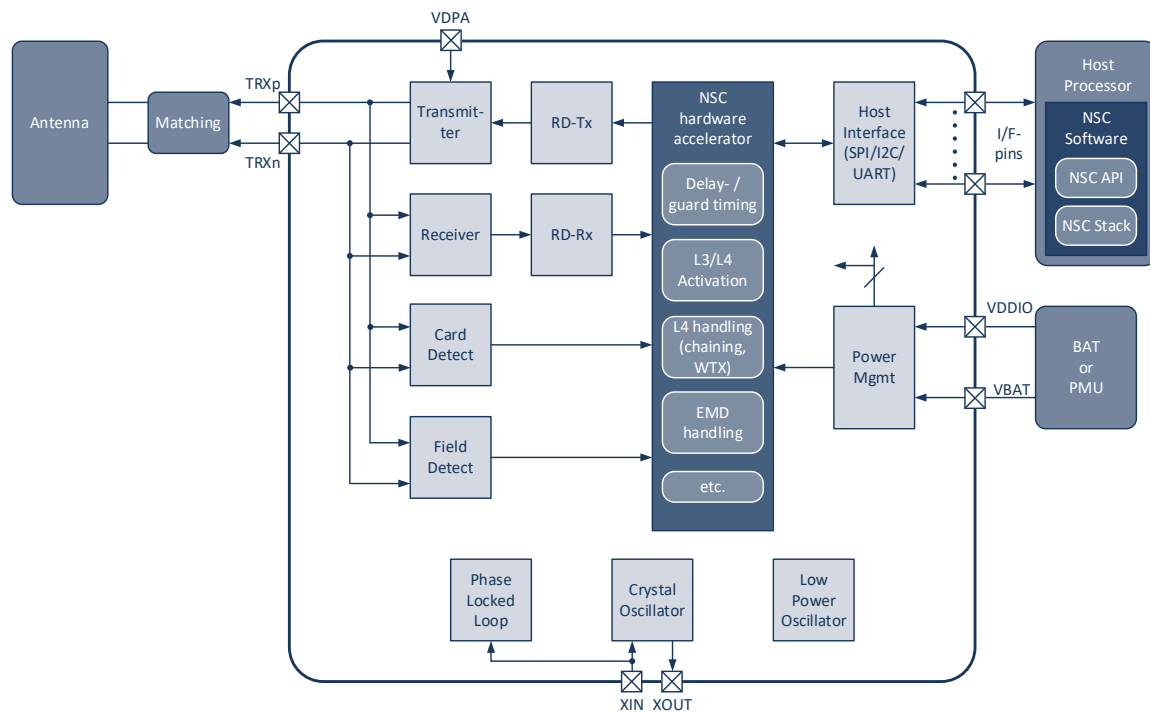 VDPA
Antenna
Matching
TRXp
TRXn
Transmit-
ter
RD-Tx
NSC
hardware
accelerator
Delay- /
guard timing
L3/L4
Activation
L4 handling
(chaining,
WTX)
EMD
handling
etc.
Receiver
RD-Rx
Card
Detect
Field
Detect
Host
Interface
(SPI/I2C/
UART)
I/F-
pins
Host
Processor
NSC
Software
NSC API
NSC Stack
Power
Mgmt
VDDIO
VBAT
BAT
or
PMU
Phase
Locked
Loop
Crystal
Oscillator
Low
Power
Oscillator
XIN
XOUT